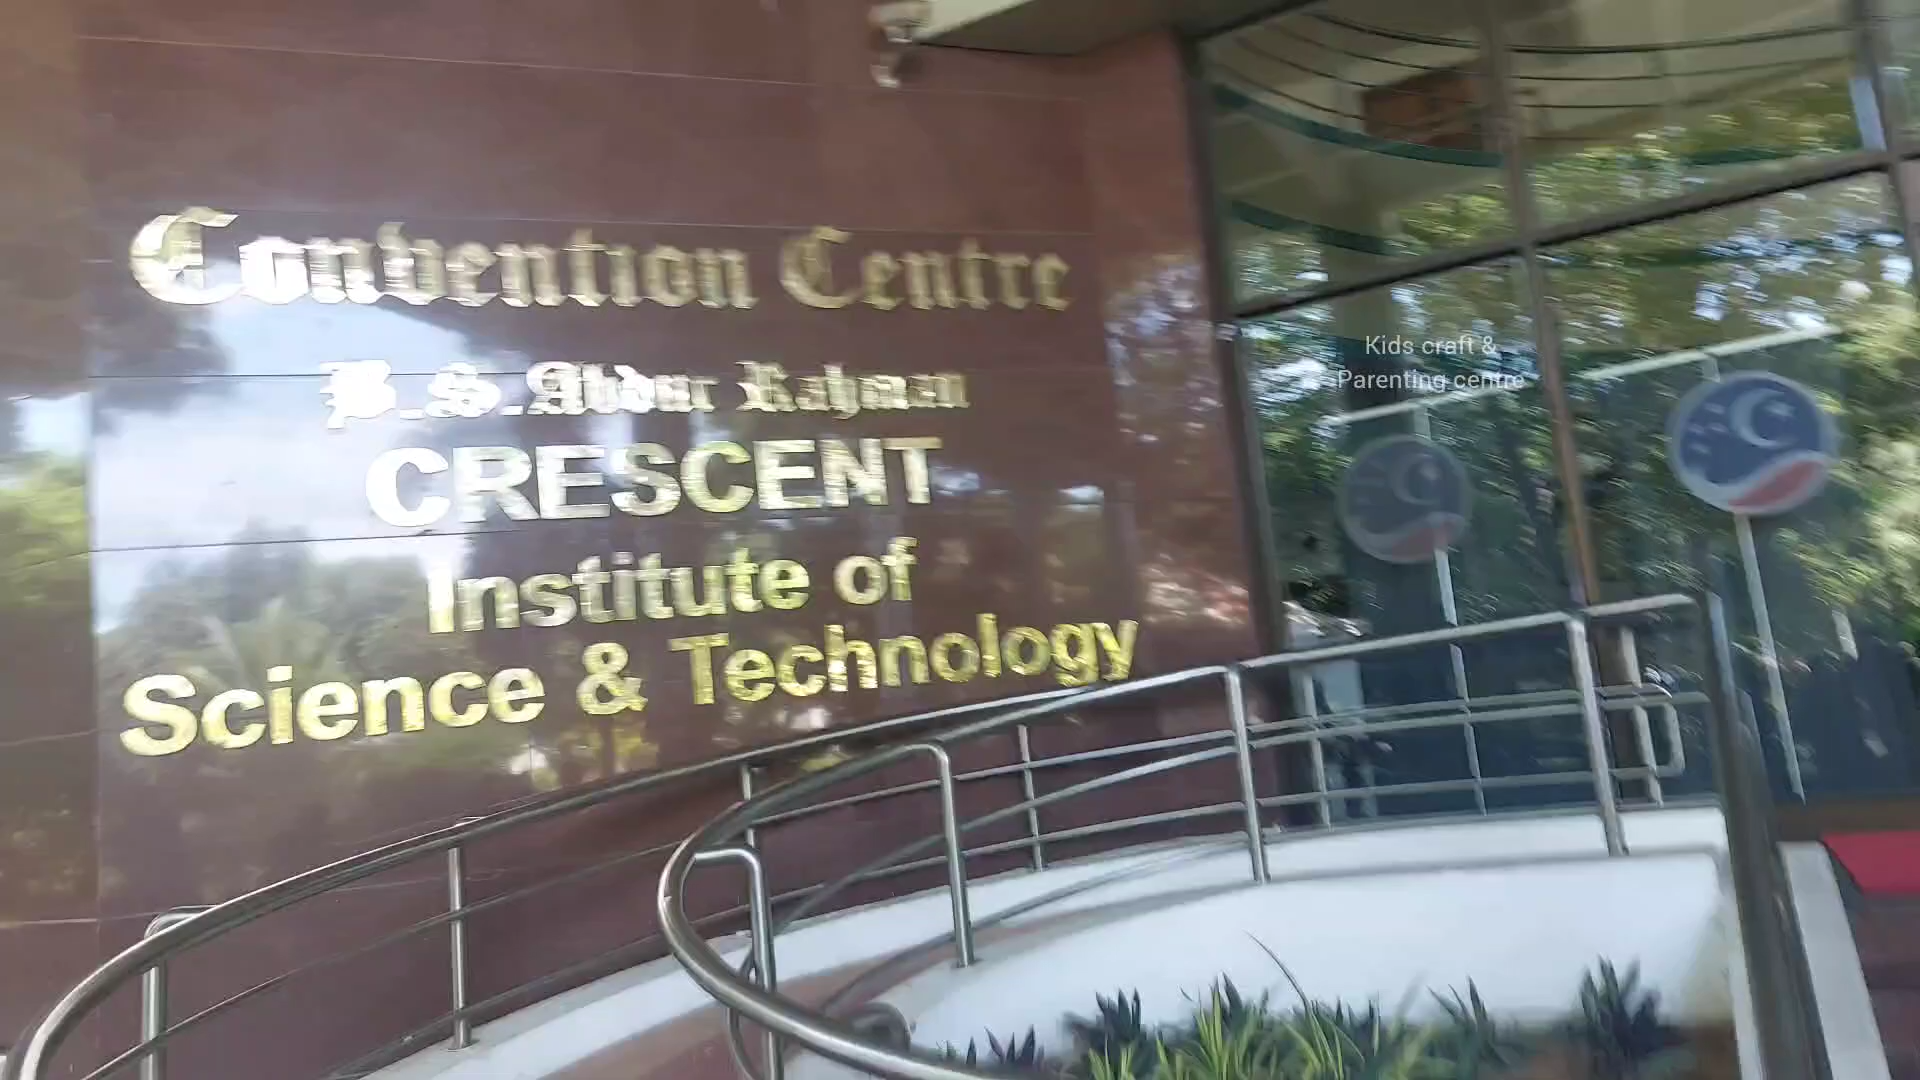 Convention Centre
B.S.Abdur Rahman
CRESCENT
Institute of
Science & Technology
Kids craft &
Parenting centre